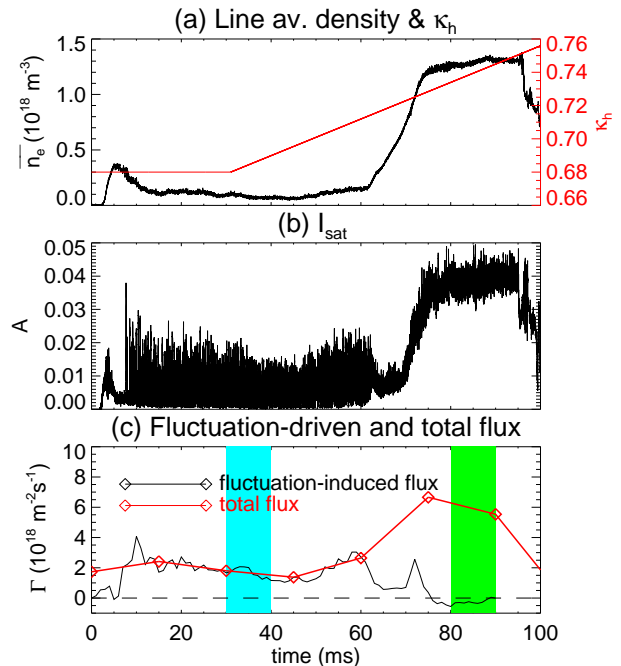 (a) Line av. density & κh
1.5
1.0
0.5
0.0
n̅e (10^18 m^-3)
0.76
0.74
0.72
0.70
0.68
0.66
κh
(b) Isat
0.05
0.04
0.03
0.02
0.01
0.00
A
(c) Fluctuation-driven and total flux
10
8
6
4
2
0
Γ (10^18 m^-2s^-1)
fluctuation-induced flux
total flux
0 20 40 60 80 100
time (ms)